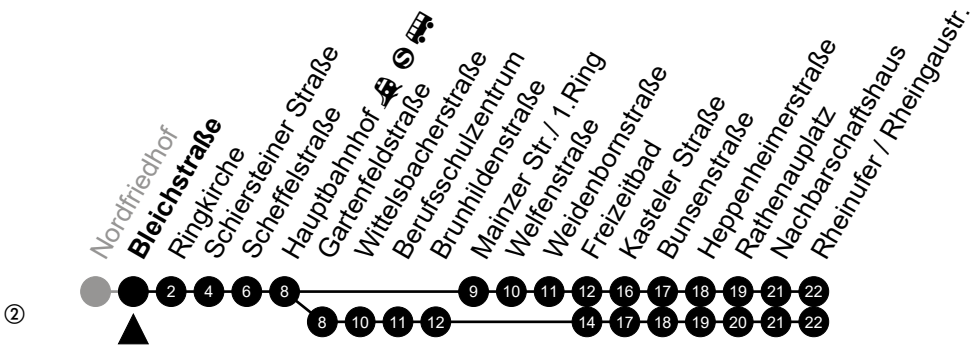 Nordfriedhof
Bleichstraße
Ringkirche
Schiersteiner Straße
Scheffelstraße
Hauptbahnhof S
Gartenfeldstraße
Wittelsbacherstraße
Berufsschulzentrum
Brunhildenstraße
Mainzer Str / 1.Ring
Welfenstraße
Weidenbornstraße
Freizeitbad
Kasteler Straße
Bunsenstraße
Heppenheimerstraße
Rathenauplatz
Nachbarschaftshaus
Rheinufer / Rheingaustr.
2 4 6 8 9 10 11 12 16 17 18 19 21 22
② 8 10 11 12 14 17 18 19 20 21 22